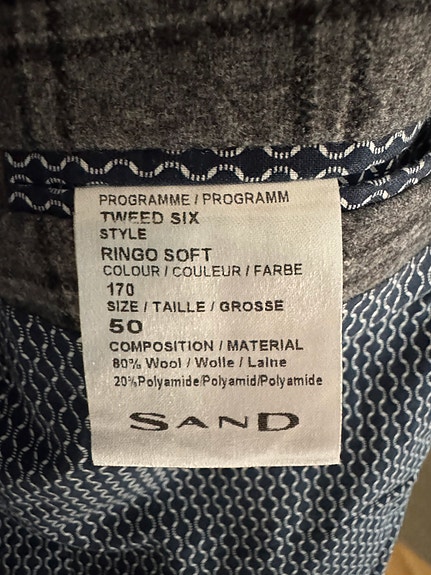 PROGRAMME / PROGRAMM
TWEED SIX
STYLE
RINGO SOFT
COLOUR / COULEUR / FARBE
170
SIZE / TAILLE / GROSSE
50
COMPOSITION / MATERIAL
80% Wool / Wolle / Laine
20%Polyamide/Polyamid/Polyamide
SAND